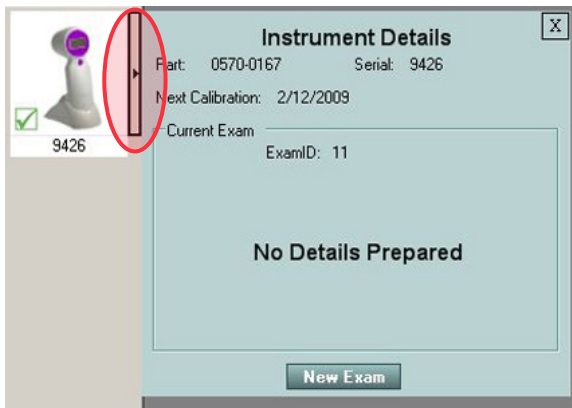 Instrument Details
X
Part: 0570-0167 Serial: 9426
Next Calibration: 2/12/2009
9426
Current Exam
ExamID: 11
No Details Prepared
New Exam